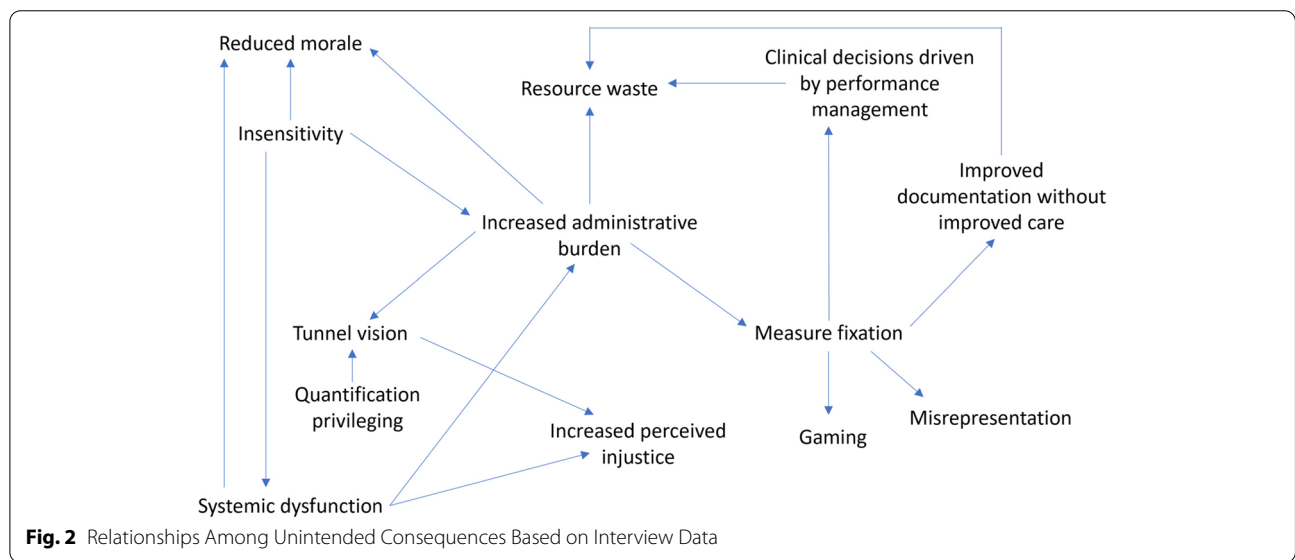 Reduced morale
Clinical decisions driven
by performance
management
Resource waste
Insensitivity
Improved
documentation without
improved care
Increased administrative
burden
Tunnel vision
Measure fixation
Quantification
privileging
Increased perceived
injustice
Gaming
Misrepresentation
Systemic dysfunction
Fig. 2 Relationships Among Unintended Consequences Based on Interview Data